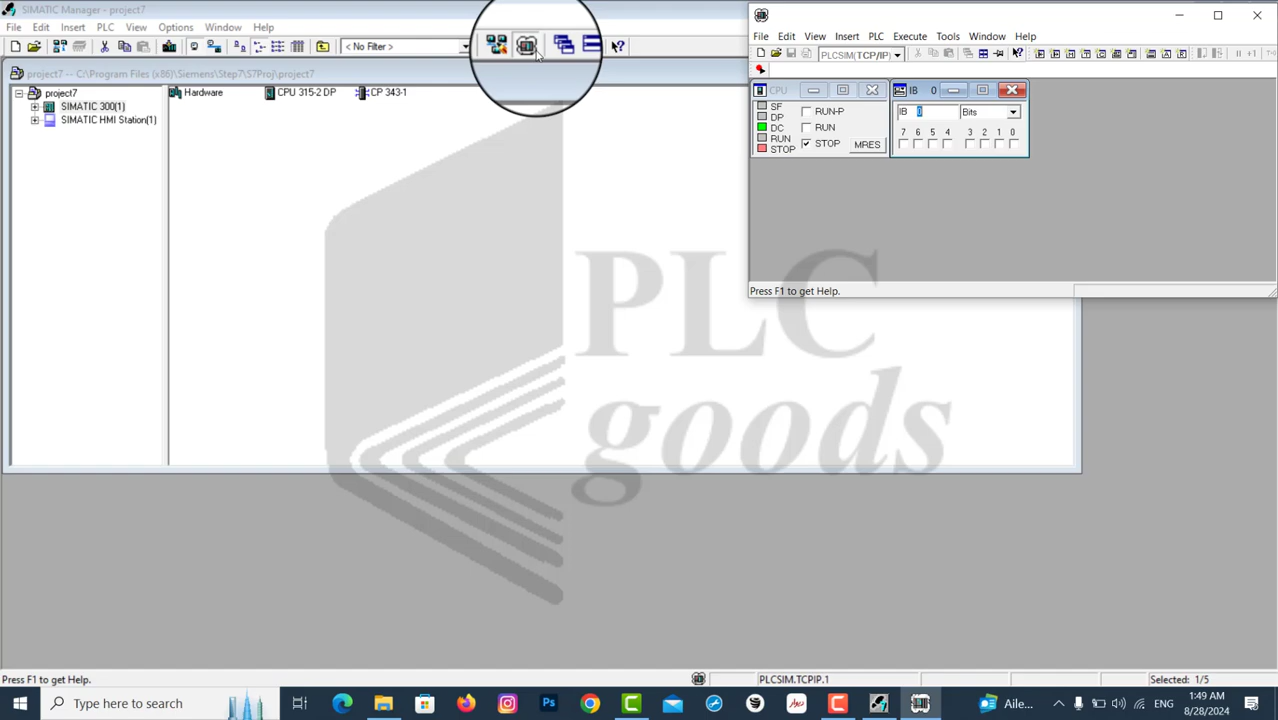 SIMATIC Manager - project7
File Edit Insert PLC View Options Window Help
< No Filter >
project7 -- C:\Program Files (x86)\Siemens\Step7\S7Proj\project7
project7
SIMATIC 300(1)
SIMATIC HMI Station(1)
Hardware
CPU 315-2 DP
CP 343-1
File Edit View Insert PLC Execute Tools Window Help
PLCSIM(TCP/IP)
CPU
SF
DP
DC
RUN
STOP
RUN-P
RUN
STOP
MRES
IB 0
IB 0 Bits
7 6 5 4 3 2 1 0
Press F1 to get Help.
PLC
goods
Press F1 to get Help.
PLCSIM.TCPIP.1
Selected: 1/5
Type here to search
Ps
Aile...
ENG
1:49 AM
8/28/2024